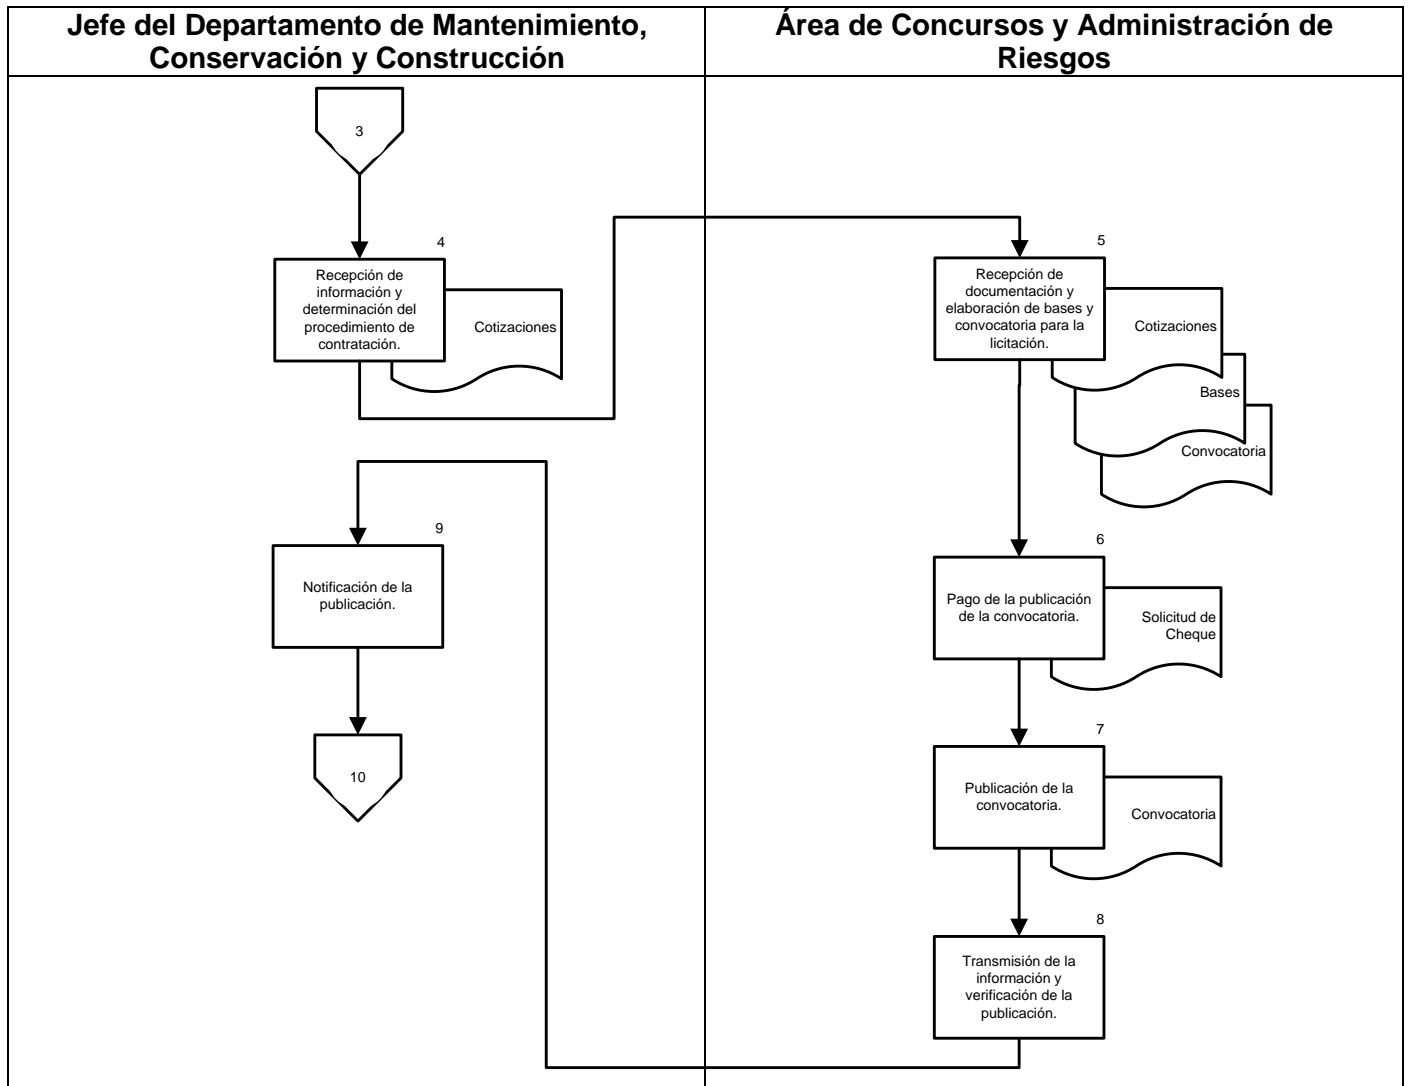 Jefe del Departamento de Mantenimiento,
Conservación y Construcción
Área de Concursos y Administración de
Riesgos
3
4
Recepción de
información y
determinación del
procedimiento de
contratación.
Cotizaciones
5
Recepción de
documentación y
elaboración de bases y
convocatoria para la
licitación.
Cotizaciones
Bases
Convocatoria
6
Pago de la publicación
de la convocatoria.
Solicitud de
Cheque
7
Publicación de la
convocatoria.
Convocatoria
8
Transmisión de la
información y
verificación de la
publicación.
9
Notificación de la
publicación.
10